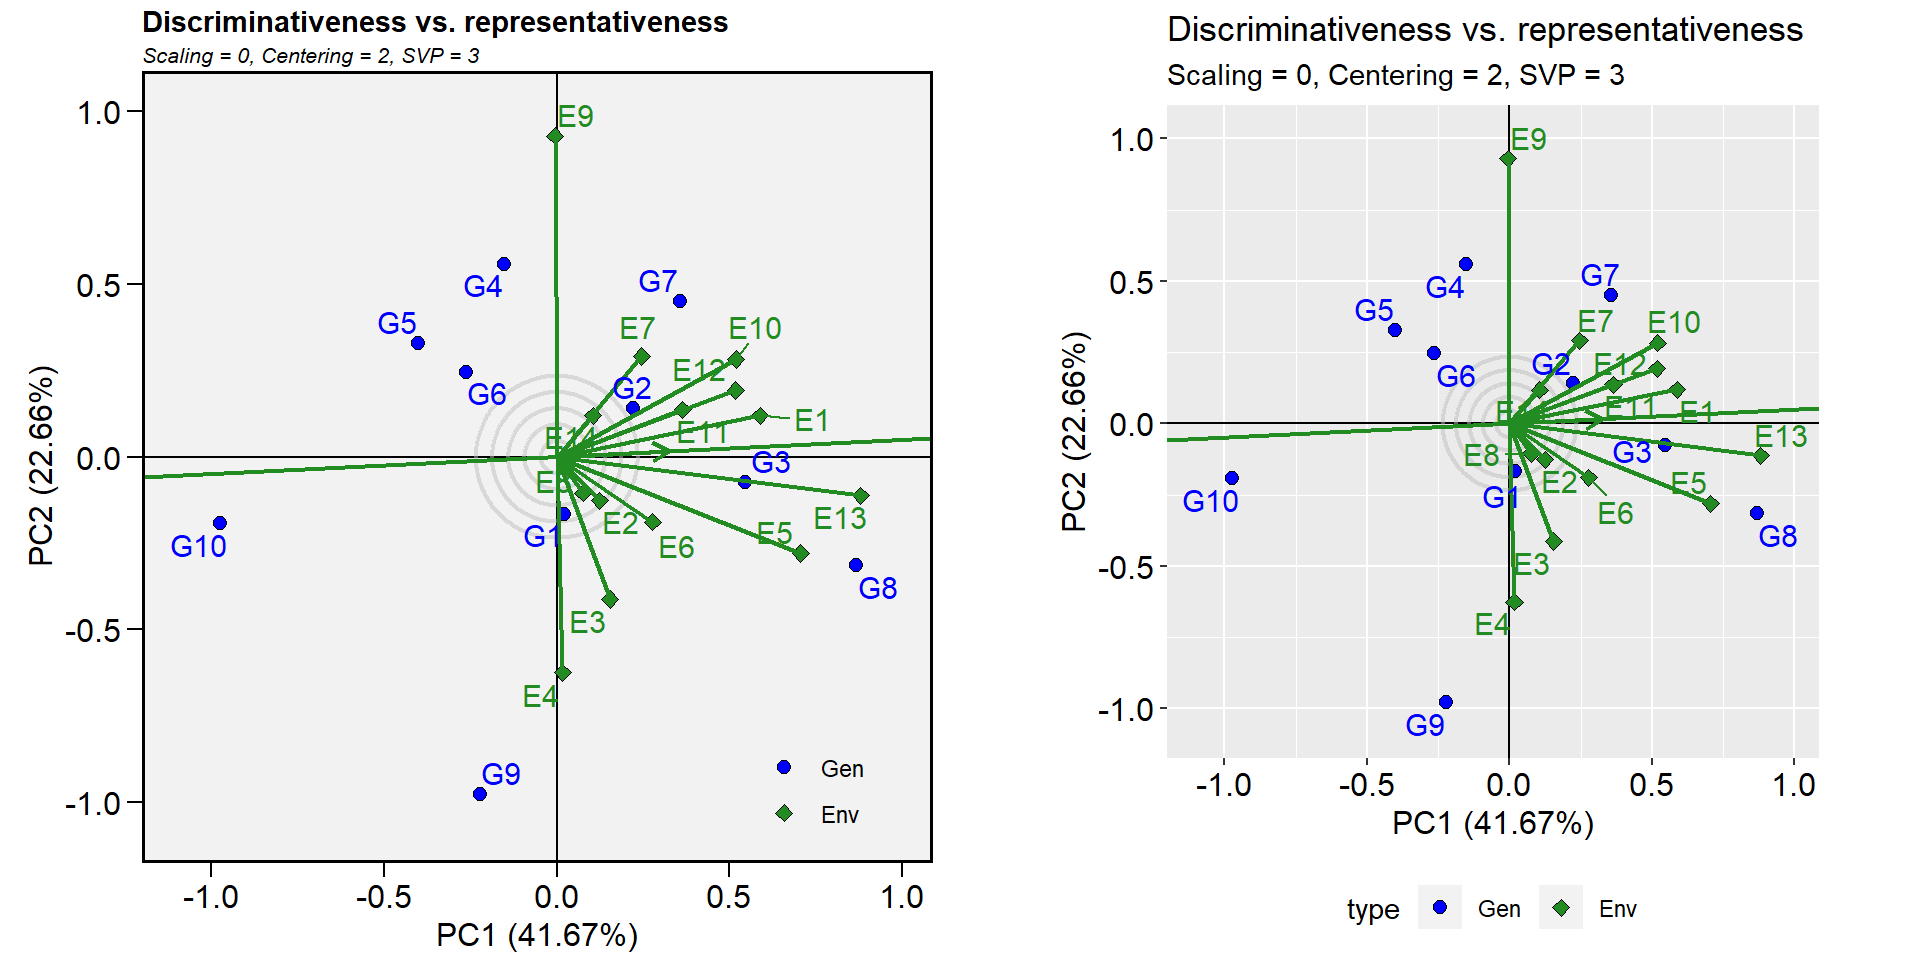 Discriminativeness vs. representativeness
Scaling = 0, Centering = 2, SVP = 3
1.0
0.5
0.0
-0.5
-1.0
PC2 (22.66%)
E9
G4
G7
G5
E7
E10
G6
G2
E12
E1
E11
G3
E13
E2
E5
G1
E6
G10
G8
E3
E4
G9
Gen
Env
-1.0
-0.5
0.0
0.5
1.0
PC1 (41.67%)
Discriminativeness vs. representativeness
Scaling = 0, Centering = 2, SVP = 3
1.0
0.5
0.0
-0.5
-1.0
PC2 (22.66%)
E9
G7
G4
G5
E7
E10
G2
E12
G6
E11
E1
E13
E8
G3
E2
E5
G10
G1
E6
G8
E3
E4
G9
-1.0
-0.5
0.0
0.5
1.0
PC1 (41.67%)
type
Gen
Env